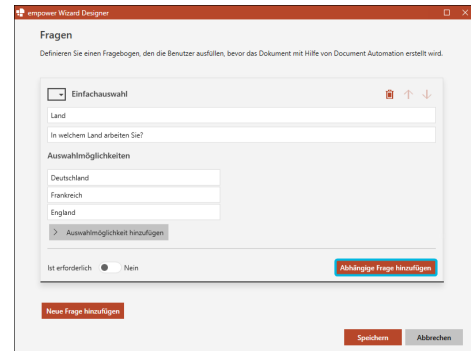 empower Wizard Designer
Fragen
Definieren Sie einen Fragebogen, den die Benutzer ausfüllen, bevor das Dokument mit Hilfe von Document Automation erstellt wird.
Einfachauswahl
Land
In welchem Land arbeiten Sie?
Auswahlmöglichkeiten
Deutschland
Frankreich
England
Auswahlmöglichkeit hinzufügen
Ist erforderlich Nein Abhängige Frage hinzufügen
Neue Frage hinzufügen
Speichern Abbrechen